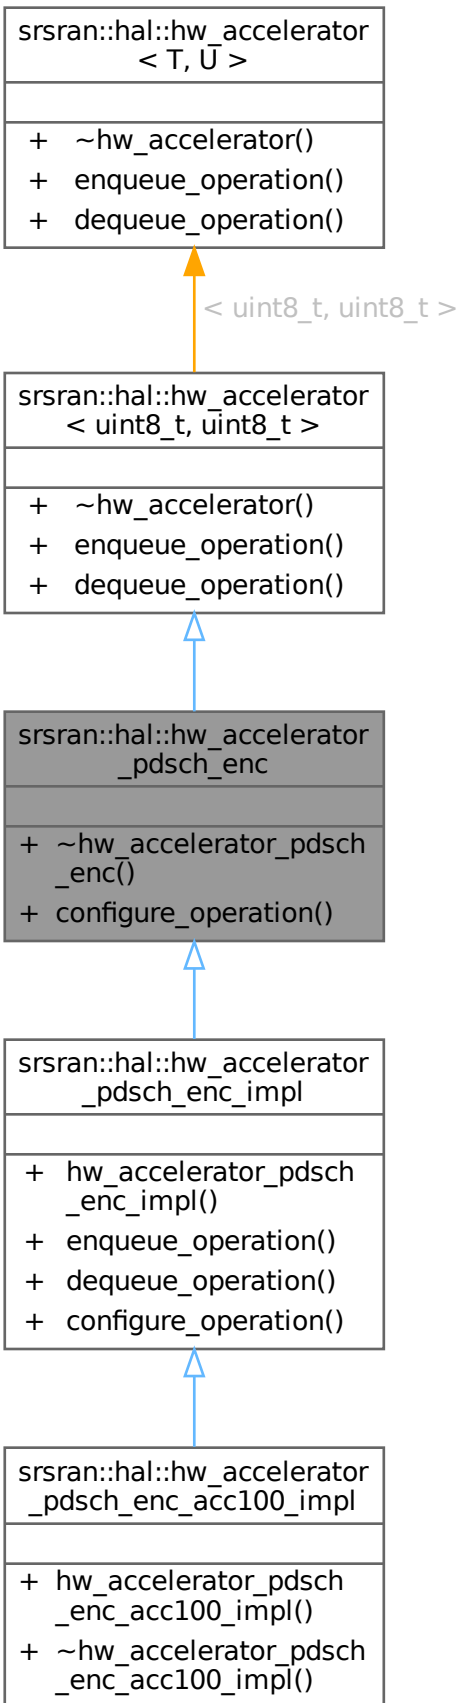 srsran::hal::hw_accelerator
< T, U >
+ ~hw_accelerator()
+ enqueue_operation()
+ dequeue_operation()
< uint8_t, uint8_t >
srsran::hal::hw_accelerator
< uint8_t, uint8_t >
+ ~hw_accelerator()
+ enqueue_operation()
+ dequeue_operation()
srsran::hal::hw_accelerator
_pdsch_enc
+ ~hw_accelerator_pdsch
_enc()
+ configure_operation()
srsran::hal::hw_accelerator
_pdsch_enc_impl
+ hw_accelerator_pdsch
_enc_impl()
+ enqueue_operation()
+ dequeue_operation()
+ configure_operation()
srsran::hal::hw_accelerator
_pdsch_enc_acc100_impl
+ hw_accelerator_pdsch
_enc_acc100_impl()
+ ~hw_accelerator_pdsch
_enc_acc100_impl()